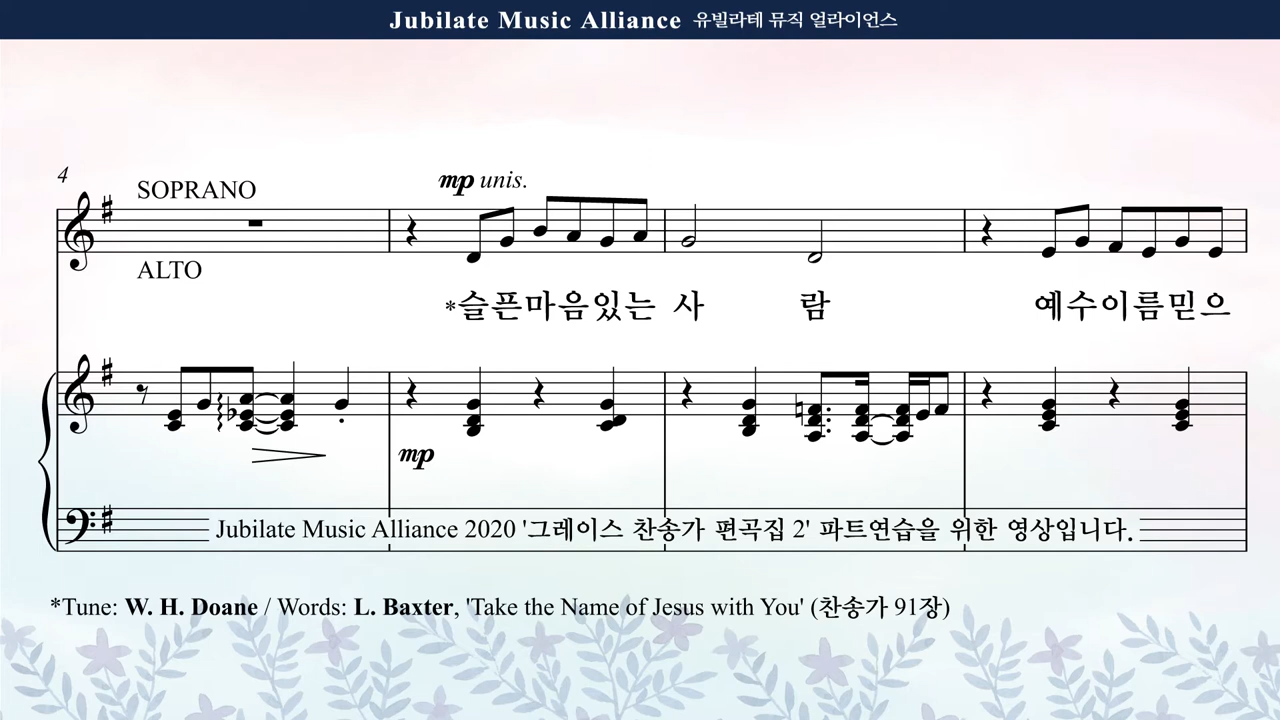 Jubilate Music Alliance 유빌라테 뮤직 얼라이언스
4
SOPRANO
mp unis.
ALTO
*슬픈마음있는 사 람 예수이름믿으
mp
Jubilate Music Alliance 2020 '그레이스 찬송가 편곡집 2' 파트연습을 위한 영상입니다.
*Tune: W. H. Doane / Words: L. Baxter, 'Take the Name of Jesus with You' (찬송가 91장)